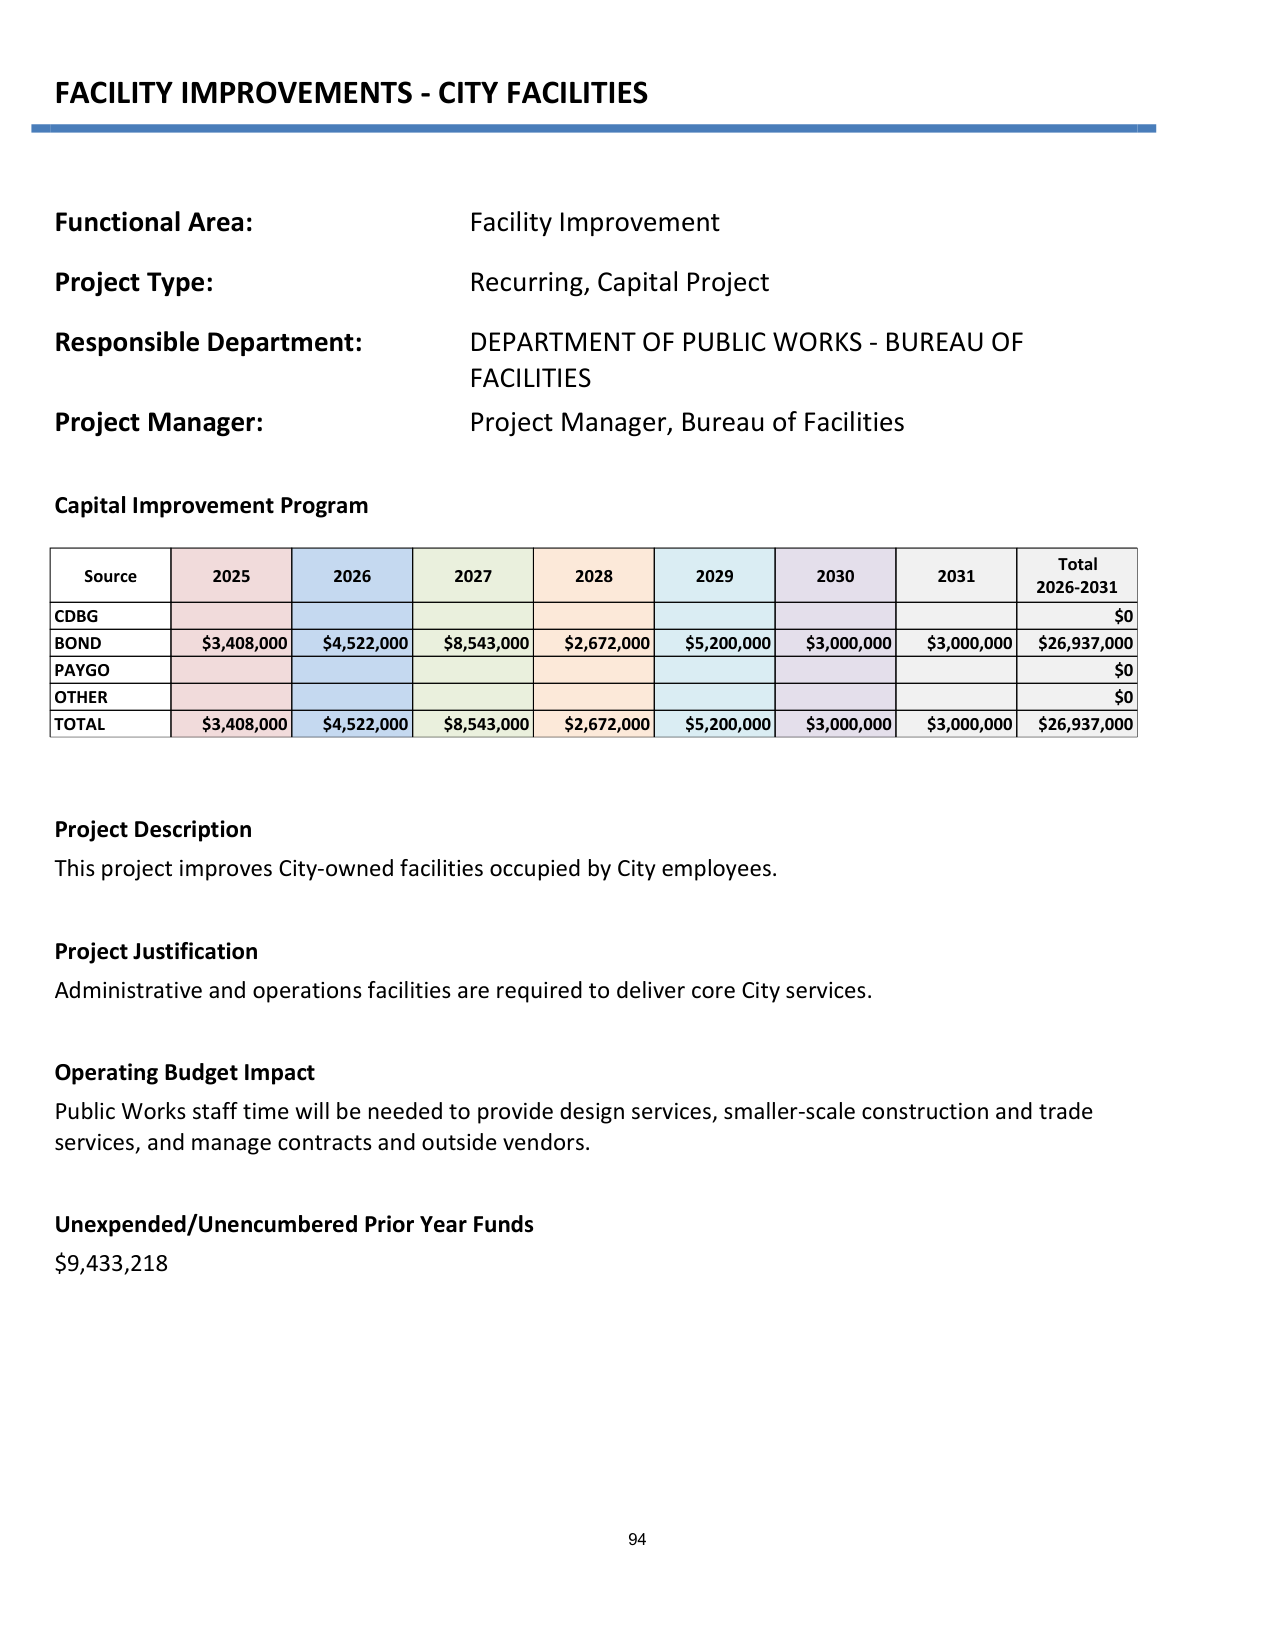 FACILITY IMPROVEMENTS - CITY FACILITIES
Functional Area: Facility Improvement
Project Type: Recurring, Capital Project
Responsible Department: DEPARTMENT OF PUBLIC WORKS - BUREAU OF
FACILITIES
Project Manager: Project Manager, Bureau of Facilities
Capital Improvement Program
Source 2025 2026 2027 2028 2029 2030 2031 Total
2026-2031
CDBG $0
BOND $3,408,000 $4,522,000 $8,543,000 $2,672,000 $5,200,000 $3,000,000 $3,000,000 $26,937,000
PAYGO $0
OTHER $0
TOTAL $3,408,000 $4,522,000 $8,543,000 $2,672,000 $5,200,000 $3,000,000 $3,000,000 $26,937,000
Project Description
This project improves City-owned facilities occupied by City employees.
Project Justification
Administrative and operations facilities are required to deliver core City services.
Operating Budget Impact
Public Works staff time will be needed to provide design services, smaller-scale construction and trade
services, and manage contracts and outside vendors.
Unexpended/Unencumbered Prior Year Funds
$9,433,218
94